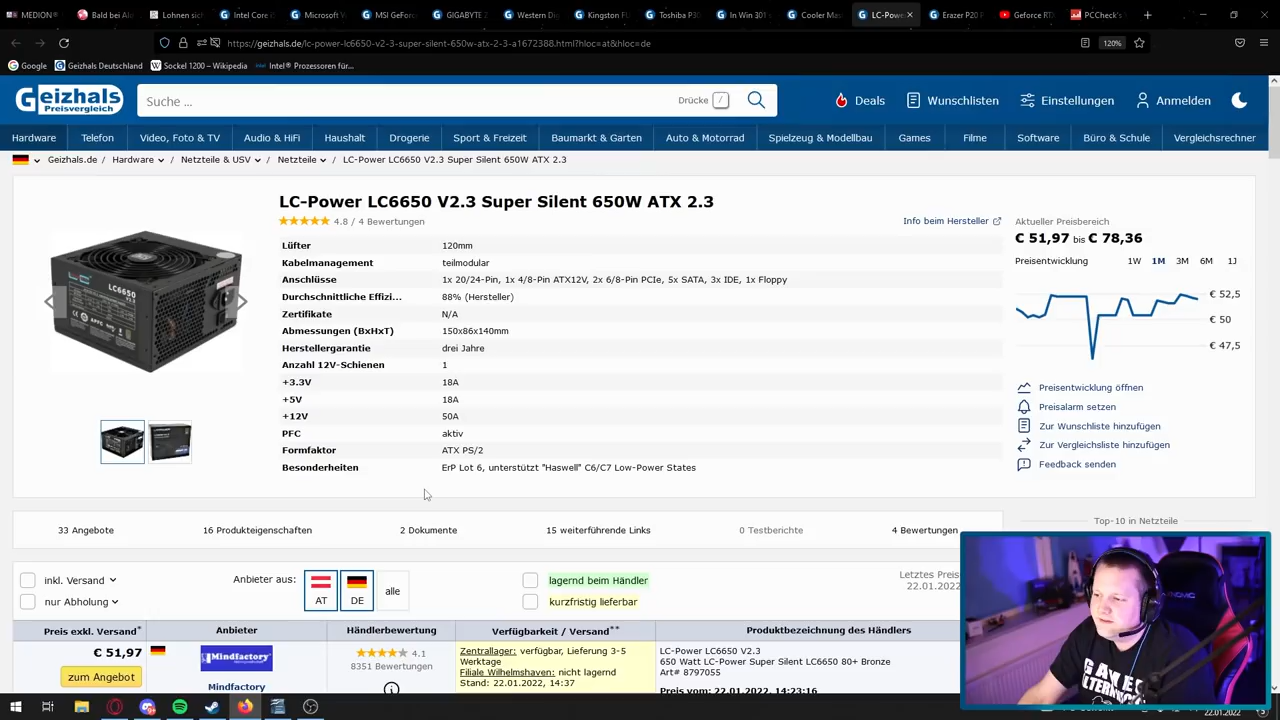 MEDION®
Bald bei Al
Lohnen sich
Intel Core
Microsoft V
MSI GeFor
GIGABYTE Z
Western Dig
Kingston FU
Toshiba P30
In Win 301
Cooler Mas
LC-Power
Erazer P20
Geforce RT
PCCheck's
https://geizhals.de/lc-power-lc6650-v2-3-super-silent-650w-atx-2-3-a1672388.html?hloc=at&hloc=de
120%
Google
Geizhals Deutschland
Sockel 1200 – Wikipedia
Intel® Prozessoren für...
Geizhals
Preisvergleich
Suche ...
Drücke /
Deals
Wunschlisten
Einstellungen
Anmelden
Hardware
Telefon
Video, Foto & TV
Audio & HiFi
Haushalt
Drogerie
Sport & Freizeit
Baumarkt & Garten
Auto & Motorrad
Spielzeug & Modellbau
Games
Filme
Software
Büro & Schule
Vergleichsrechner
Geizhals.de / Hardware / Netzteile & USV / Netzteile / LC-Power LC6650 V2.3 Super Silent 650W ATX 2.3
LC-Power LC6650 V2.3 Super Silent 650W ATX 2.3
4.8 / 4 Bewertungen
Info beim Hersteller
Lüfter 120mm
Kabelmanagement teilmodular
Anschlüsse 1x 20/24-Pin, 1x 4/8-Pin ATX12V, 2x 6/8-Pin PCIe, 5x SATA, 3x IDE, 1x Floppy
Durchschnittliche Effizi... 88% (Hersteller)
Zertifikate N/A
Abmessungen (BxHxT) 150x86x140mm
Herstellergarantie drei Jahre
Anzahl 12V-Schienen 1
+3.3V 18A
+5V 18A
+12V 50A
PFC aktiv
Formfaktor ATX PS/2
Besonderheiten ErP Lot 6, unterstützt "Haswell" C6/C7 Low-Power States
LC6650
Aktueller Preisbereich
€ 51,97 bis € 78,36
Preisentwicklung 1W 1M 3M 6M 1J
€ 52,5
€ 50
€ 47,5
Preisentwicklung öffnen
Preisalarm setzen
Zur Wunschliste hinzufügen
Zur Vergleichsliste hinzufügen
Feedback senden
33 Angebote
16 Produkteigenschaften
2 Dokumente
15 weiterführende Links
0 Testberichte
4 Bewertungen
Top-10 in Netzteile
inkl. Versand
nur Abholung
Anbieter aus:
AT
DE
alle
lagernd beim Händler
kurzfristig lieferbar
Letztes Preis
22.01.2022,
Preis exkl. Versand*
Anbieter
Händlerbewertung
Verfügbarkeit / Versand**
Produktbezeichnung des Händlers
€ 51,97
zum Angebot
Mindfactory
Mindfactory
4.1
8351 Bewertungen
Zentrallager: verfügbar, Lieferung 3-5
Werktage
Filiale Wilhelmshaven: nicht lagernd
Stand: 22.01.2022, 14:37
LC-Power LC6650 V2.3
650 Watt LC-Power Super Silent LC6650 80+ Bronze
Art# 8797055
Preis vom: 22.01.2022, 14:23:16
GAMER
22.01.2022